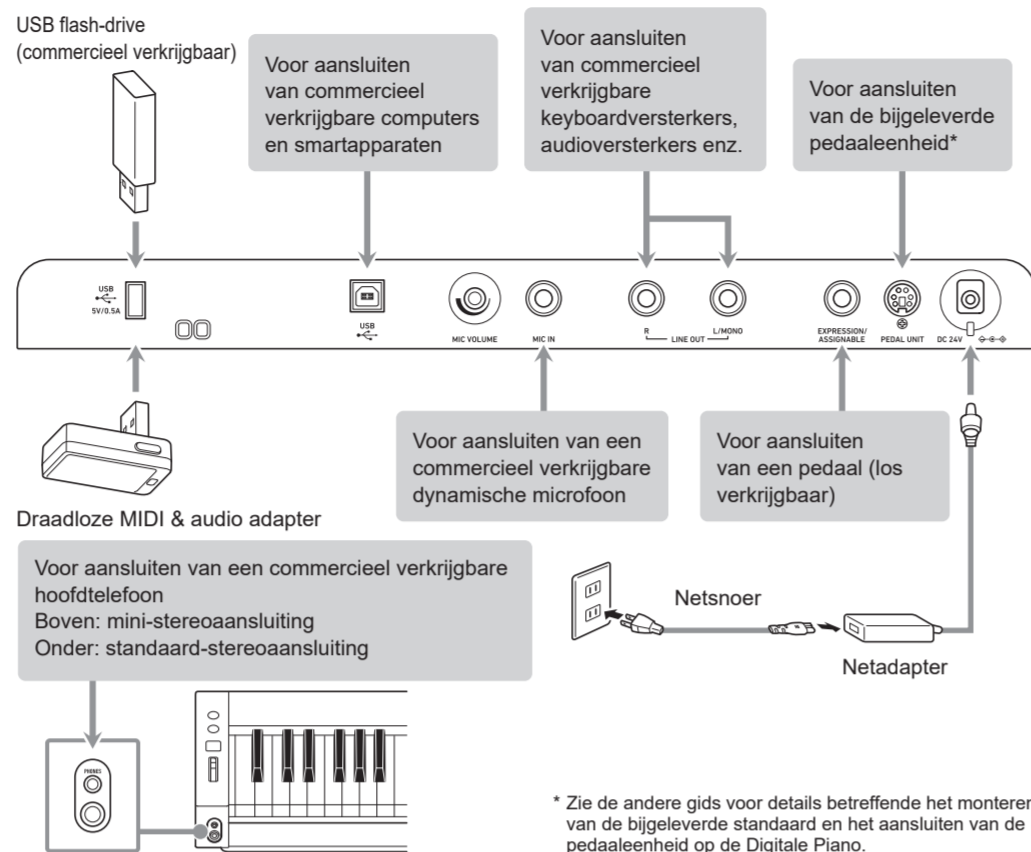 USB flash-drive
(commercieel verkrijgbaar)
Voor aansluiten
van commercieel
verkrijgbare computers
en smartapparaten
Voor aansluiten
van commercieel
verkrijgbare
keyboardversterkers,
audioversterkers enz.
Voor aansluiten
van de bijgeleverde
pedaaleenheid*
USB
5V/0.5A
USB
MIC VOLUME
MIC IN
R
LINE OUT
L/MONO
EXPRESSION/
ASSIGNABLE
PEDAL UNIT
DC 24V
Voor aansluiten van een
commercieel verkrijgbare
dynamische microfoon
Voor aansluiten
van een pedaal (los
verkrijgbaar)
Draadloze MIDI & audio adapter
Voor aansluiten van een commercieel verkrijgbare
hoofdtelefoon
Boven: mini-stereoaansluiting
Onder: standaard-stereoaansluiting
Netsnoer
Netadapter
PHONES
* Zie de andere gids voor details betreffende het monteren
van de bijgeleverde standaard en het aansluiten van de
pedaaleenheid op de Digitale Piano.